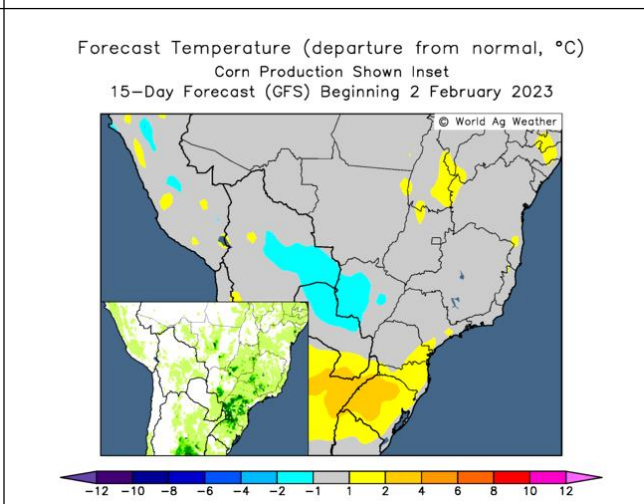 Forecast Temperature (departure from normal, °C)
Corn Production Shown Inset
15-Day Forecast (GFS) Beginning 2 February 2023
© World Ag Weather
-12 -10 -8 -6 -4 -2 -1 1 2 4 6 8 10 12